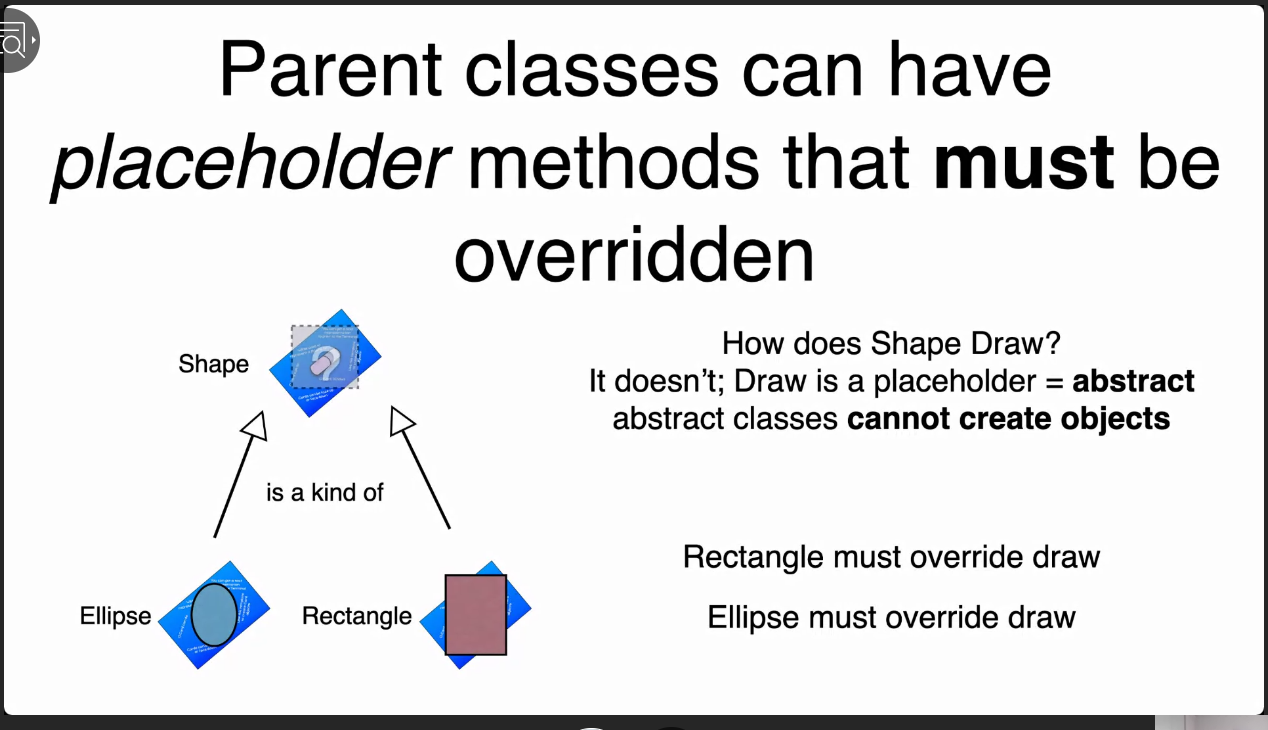 Parent classes can have
placeholder methods that must be
overridden
Shape
?
How does Shape Draw?
It doesn’t; Draw is a placeholder = abstract
abstract classes cannot create objects
is a kind of
Rectangle must override draw
Ellipse
Rectangle
Ellipse must override draw